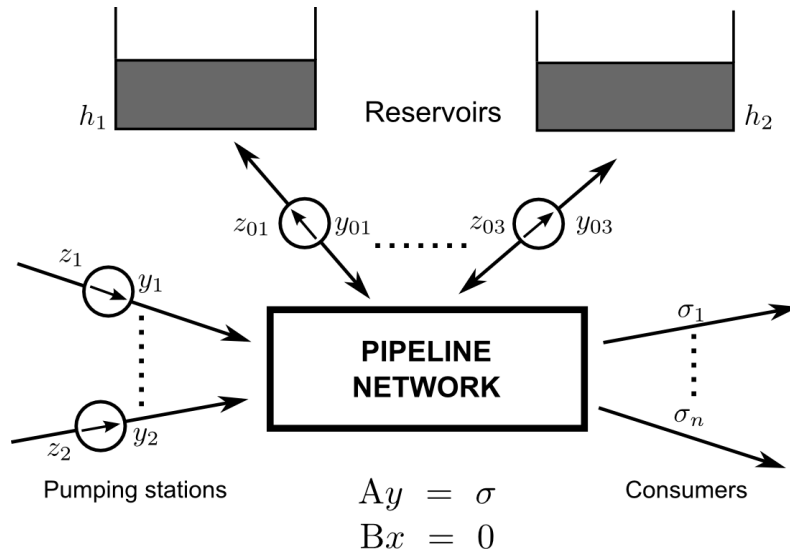 h₁ Reservoirs h₂
z₀₁ y₀₁ z₀₃ y₀₃
z₁ y₁
σ₁
PIPELINE
NETWORK
σₙ
z₂ y₂
Pumping stations
Consumers
Ay = σ
Bx = 0